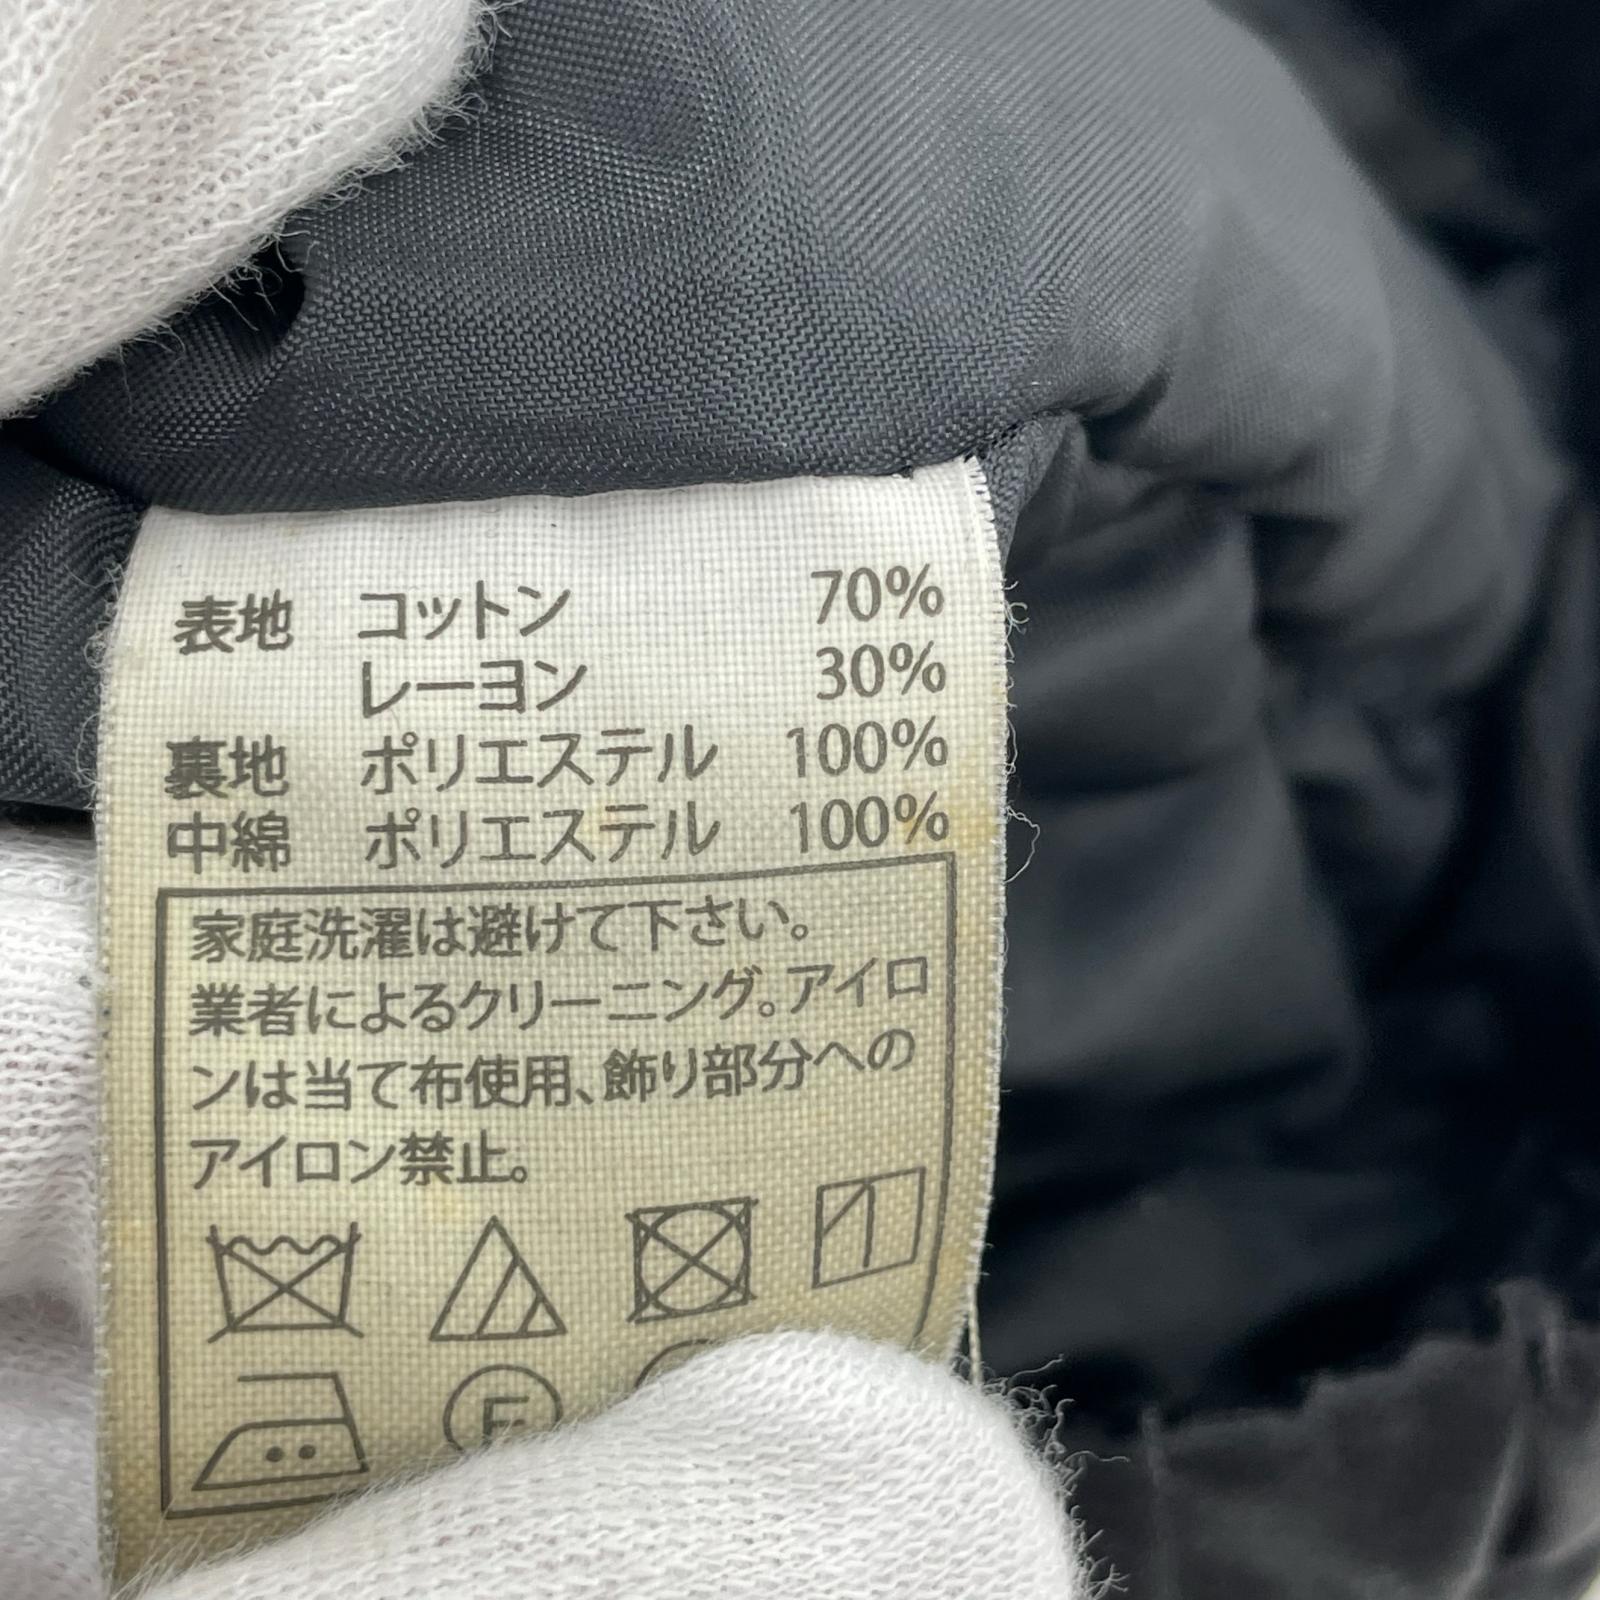 表地 コットン 70%
レーヨン 30%
裏地 ポリエステル 100%
中綿 ポリエステル 100%
家庭洗濯は避けて下さい。
業者によるクリーニング。アイロ
ンは当て布使用、飾り部分への
アイロン禁止。
F